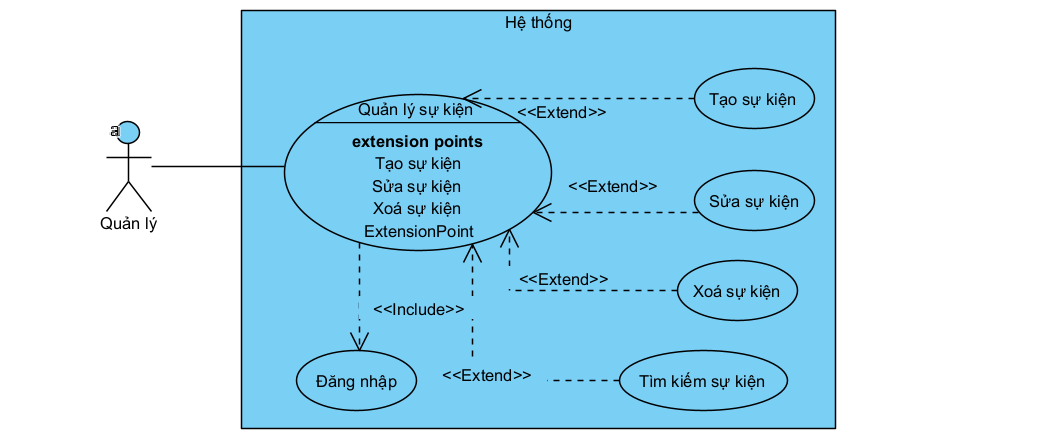 Hệ thống
Quản lý sự kiện
extension points
Tạo sự kiện
Sửa sự kiện
Xoá sự kiện
ExtensionPoint
<<Extend>>
Tạo sự kiện
<<Extend>>
Sửa sự kiện
<<Extend>>
Xoá sự kiện
<<Include>>
<<Extend>>
Tìm kiếm sự kiện
Đăng nhập
a
Quản lý